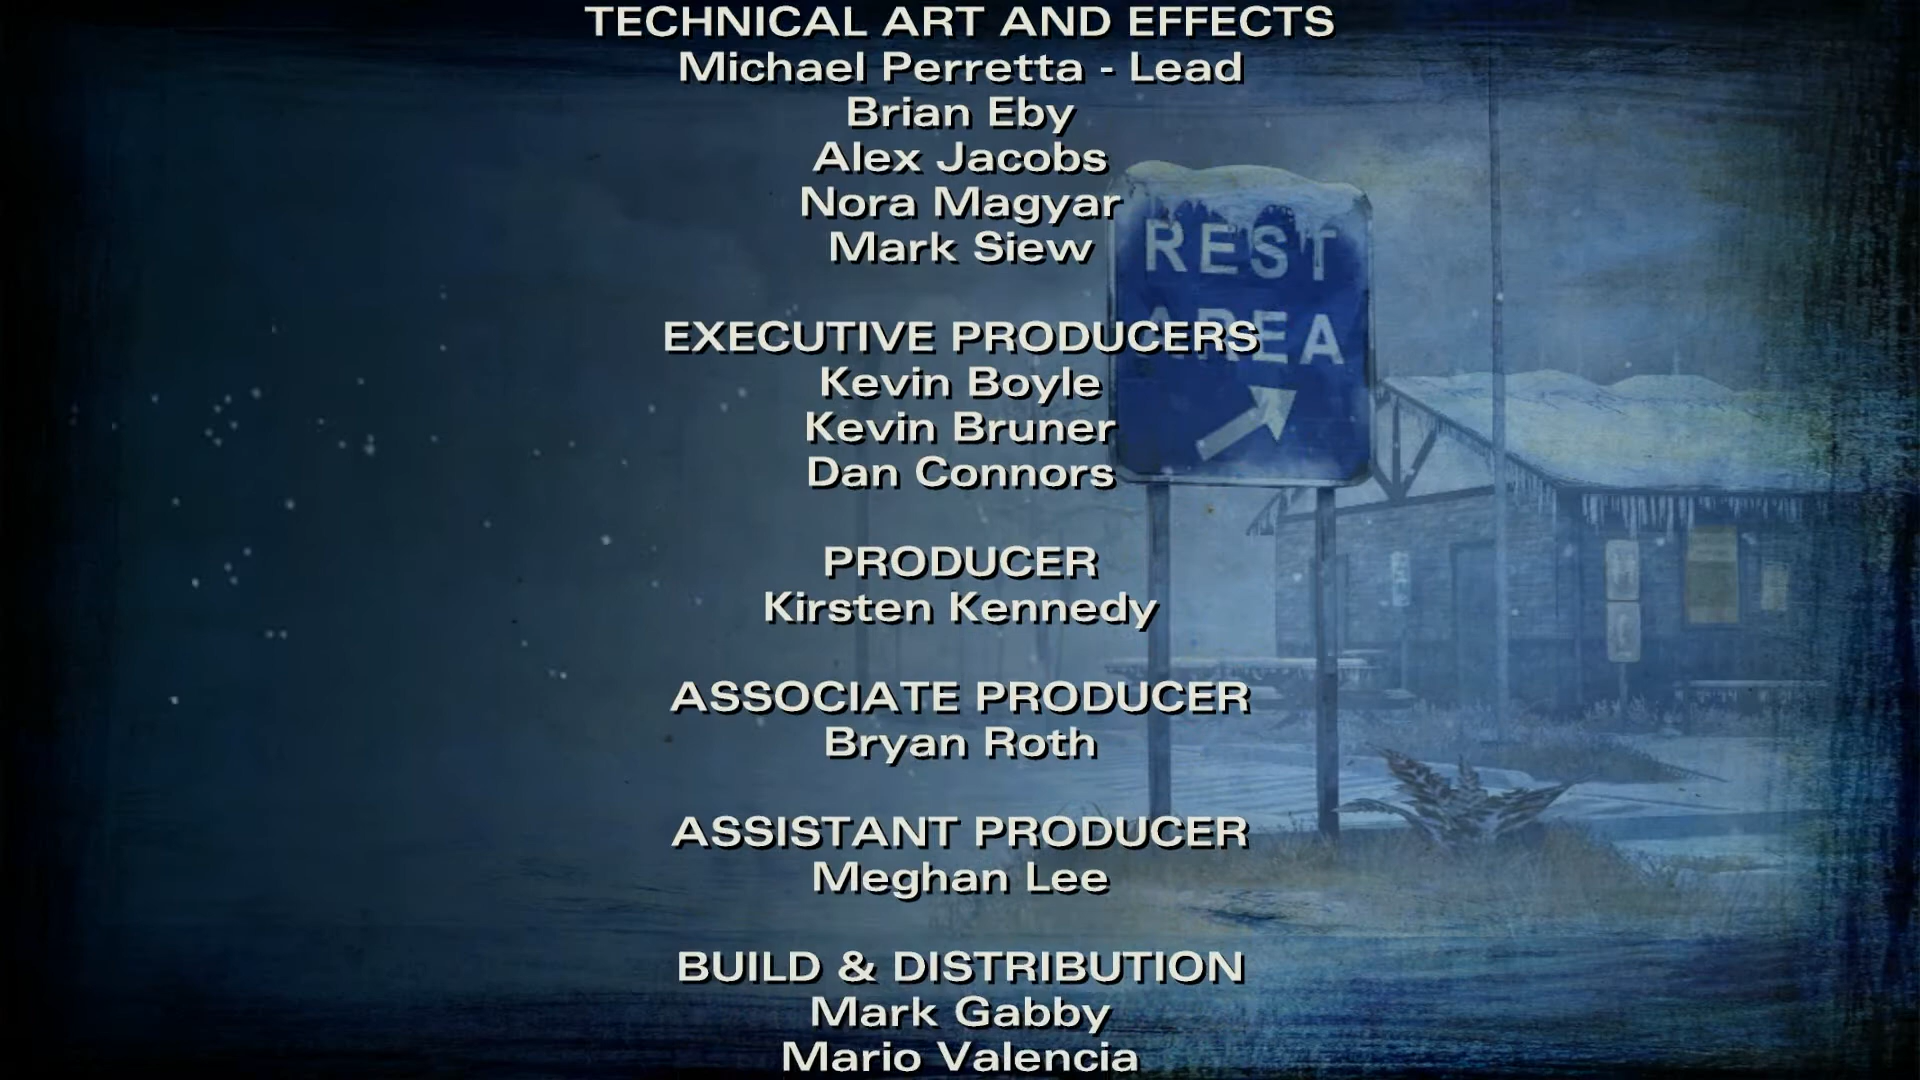 TECHNICAL ART AND EFFECTS
Michael Perretta - Lead
Brian Eby
Alex Jacobs
Nora Magyar
Mark Siew
EXECUTIVE PRODUCERS
Kevin Boyle
Kevin Bruner
Dan Connors
PRODUCER
Kirsten Kennedy
ASSOCIATE PRODUCER
Bryan Roth
ASSISTANT PRODUCER
Meghan Lee
BUILD & DISTRIBUTION
Mark Gabby
Mario Valencia
REST
AREA